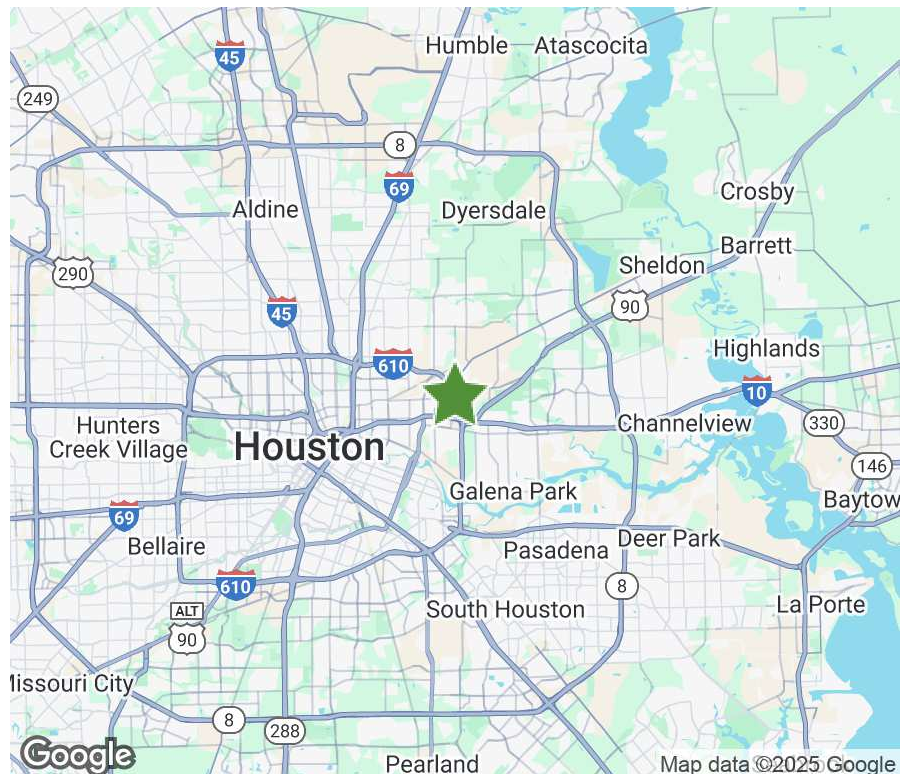 Humble
Atascocita
45
249
8
69
Crosby
Aldine
Dyersdale
Barrett
Sheldon
290
90
45
Highlands
610
10
Hunters
Creek Village
Channelview
330
Houston
146
Galena Park
Baytow
69
Bellaire
Pasadena
Deer Park
610
8
ALT
90
South Houston
La Porte
Missouri City
8
288
Pearland
Google
Map data ©2025 Google